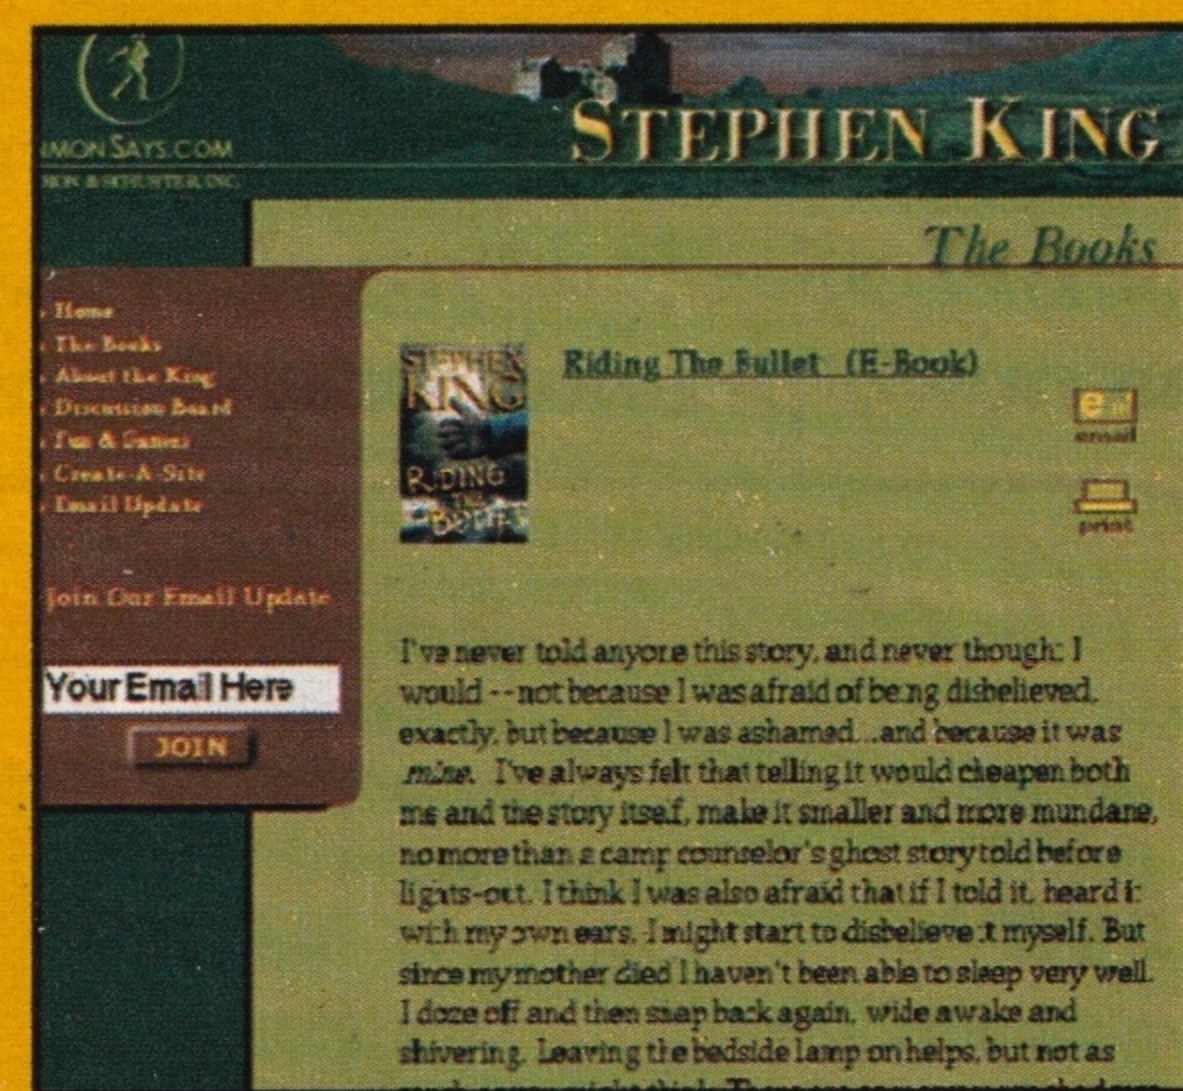 IMON SAYS.COM
MON & SCHUSTER, INC.
STEPHEN KING
The Books
Home
The Books
About the King
Discussion Board
Fun & Games
Create-A-Site
Email Update
Join Our Email Update
Your Email Here
JOIN
STEPHEN
KING
RIDING
THE
BULLET
Riding The Bullet (E-Book)
e
email
print
I've never told anyone this story, and never thought I
would -- not because I was afraid of being disbelieved,
exactly, but because I was ashamed...and because it was
mine. I've always felt that telling it would cheapen both
me and the story itself, make it smaller and more mundane,
no more than a camp counselor's ghost story told before
lights-out. I think I was also afraid that if I told it, heard it
with my own ears, I might start to disbelieve it myself. But
since my mother died I haven't been able to sleep very well.
I doze off and then snap back again, wide awake and
shivering. Leaving the bedside lamp on helps, but not as